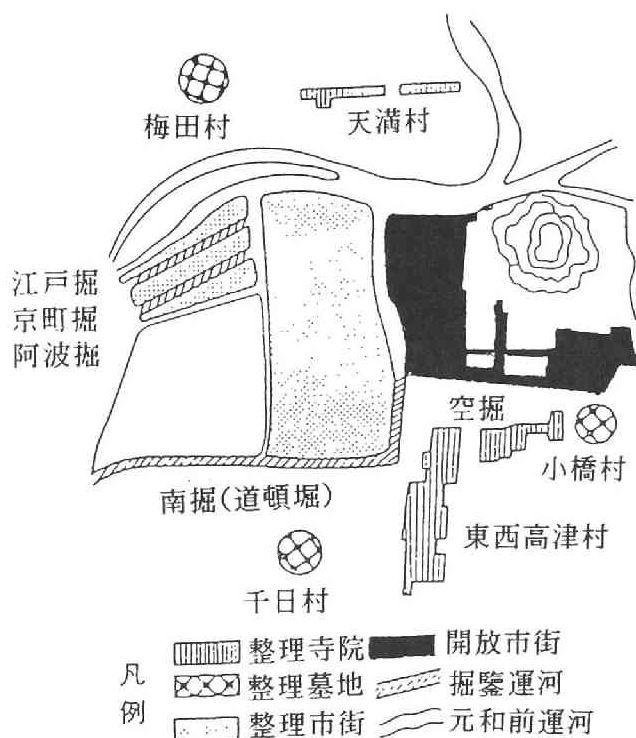 梅田村
天満村
江戸掘
京町掘
阿波掘
空掘
小橋村
南掘(道頓堀)
東西高津村
千日村
凡例
整理寺院
開放市街
整理墓地
掘鑿運河
整理市街
元和前運河